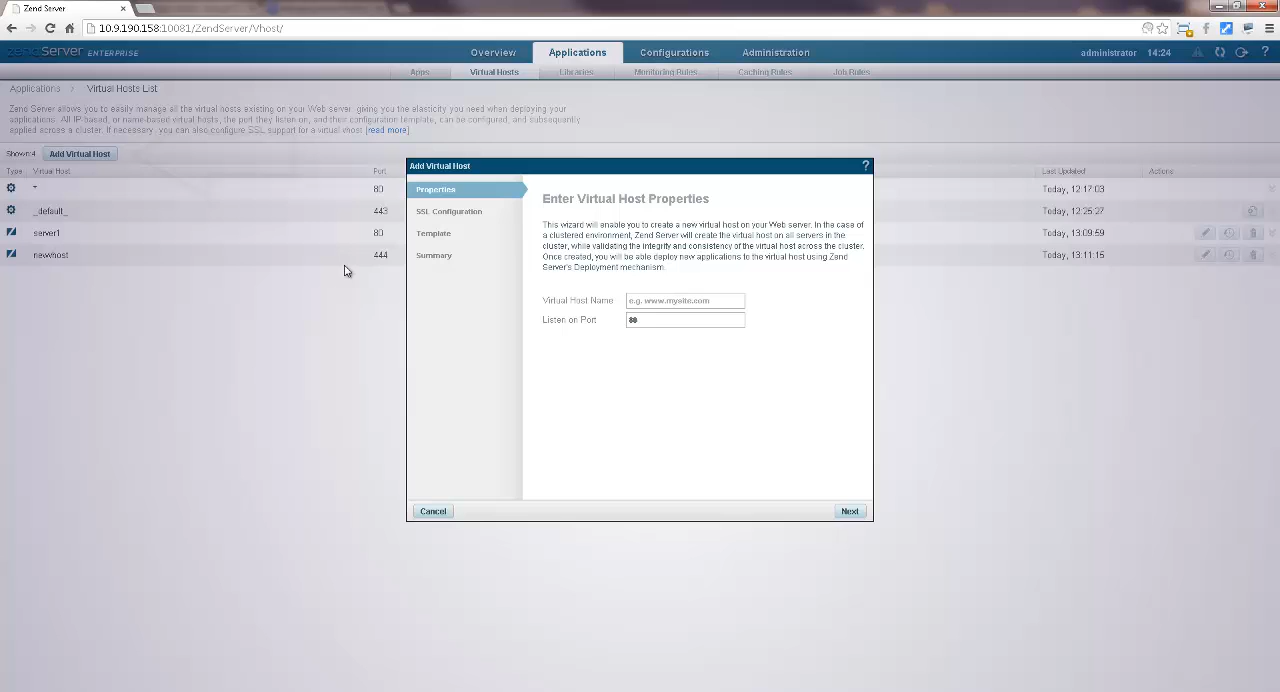 Zend Server
10.9.190.158:10081/ZendServer/Vhost/
zendServer ENTERPRISE
Overview Applications Configurations Administration administrator 14:24
Apps Virtual Hosts Libraries Monitoring Rules Caching Rules Job Rules
Applications > Virtual Hosts List
Zend Server allows you to easily manage all the virtual hosts existing on your Web server, giving you the elasticity you need when deploying your
applications. All IP-based, or name-based virtual hosts, the port they listen on, and their configuration template, can be configured, and subsequently
applied across a cluster. If necessary, you can also configure SSL support for a virtual vhost [read more]
Shown:4 Add Virtual Host
Type Virtual Host Port Last Updated Actions
* 80 Today, 12:17:03
_default_ 443 Today, 12:25:27
server1 80 Today, 13:09:59
newhost 444 Today, 13:11:15
Add Virtual Host ?
Properties
SSL Configuration
Template
Summary
Enter Virtual Host Properties
This wizard will enable you to create a new virtual host on your Web server. In the case of
a clustered environment, Zend Server will create the virtual host on all servers in the
cluster, while validating the integrity and consistency of the virtual host across the cluster.
Once created, you will be able deploy new applications to the virtual host using Zend
Server's Deployment mechanism.
Virtual Host Name e.g. www.mysite.com
Listen on Port 80
Cancel Next